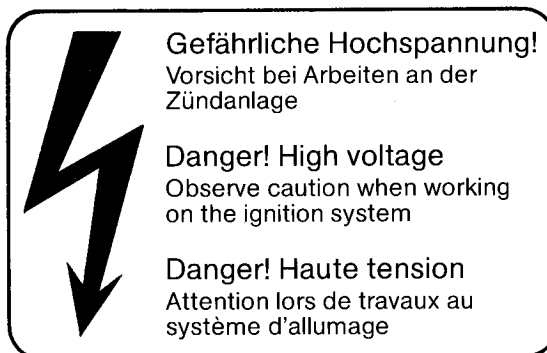 Gefährliche Hochspannung!
Vorsicht bei Arbeiten an der
Zündanlage
Danger! High voltage
Observe caution when working
on the ignition system
Danger! Haute tension
Attention lors de travaux au
système d'allumage